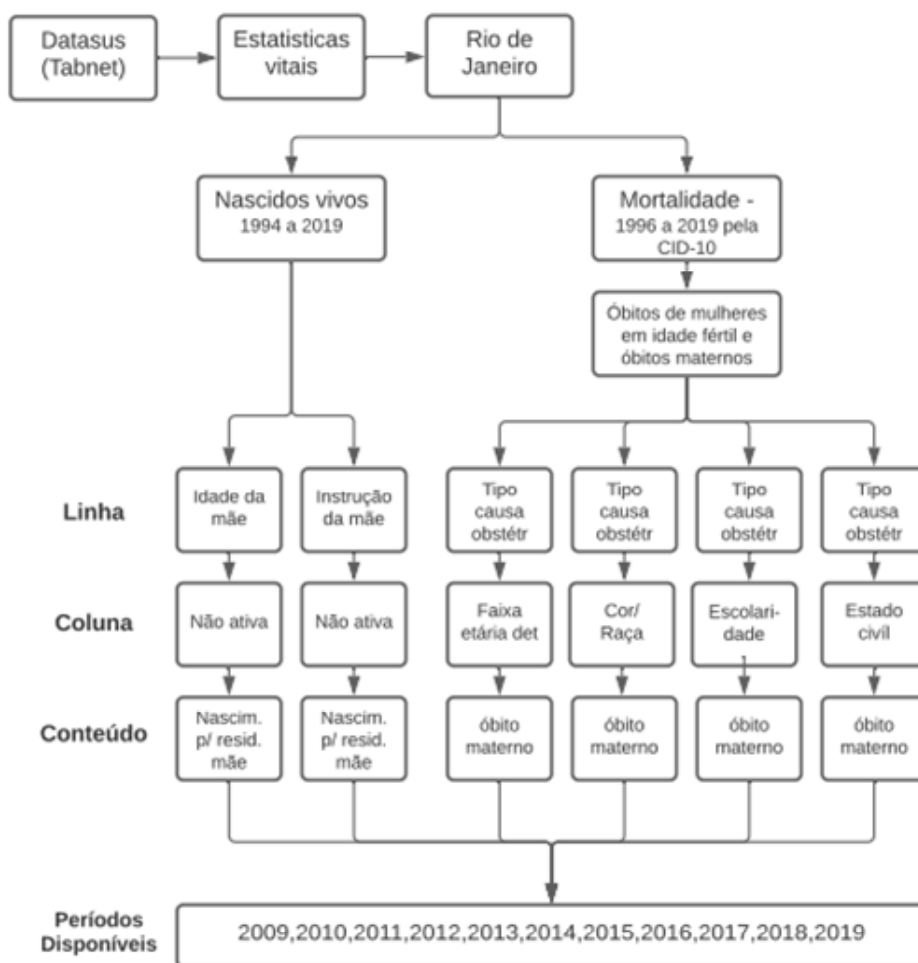 Datasus
(Tabnet)
Estatisticas
vitais
Rio de
Janeiro
Nascidos vivos
1994 a 2019
Mortalidade -
1996 a 2019 pela
CID-10
Óbitos de mulheres
em idade fértil e
óbitos maternos
Linha
Idade da
mãe
Instrução
da mãe
Tipo
causa
obstétr
Tipo
causa
obstétr
Tipo
causa
obstétr
Tipo
causa
obstétr
Coluna
Não ativa
Não ativa
Faixa
etária det
Cor/
Raça
Escolari-
dade
Estado
civíl
Conteúdo
Nascim.
p/ resid.
mãe
Nascim.
p/ resid.
mãe
óbito
materno
óbito
materno
óbito
materno
óbito
materno
Períodos
Disponíveis
2009,2010,2011,2012,2013,2014,2015,2016,2017,2018,2019